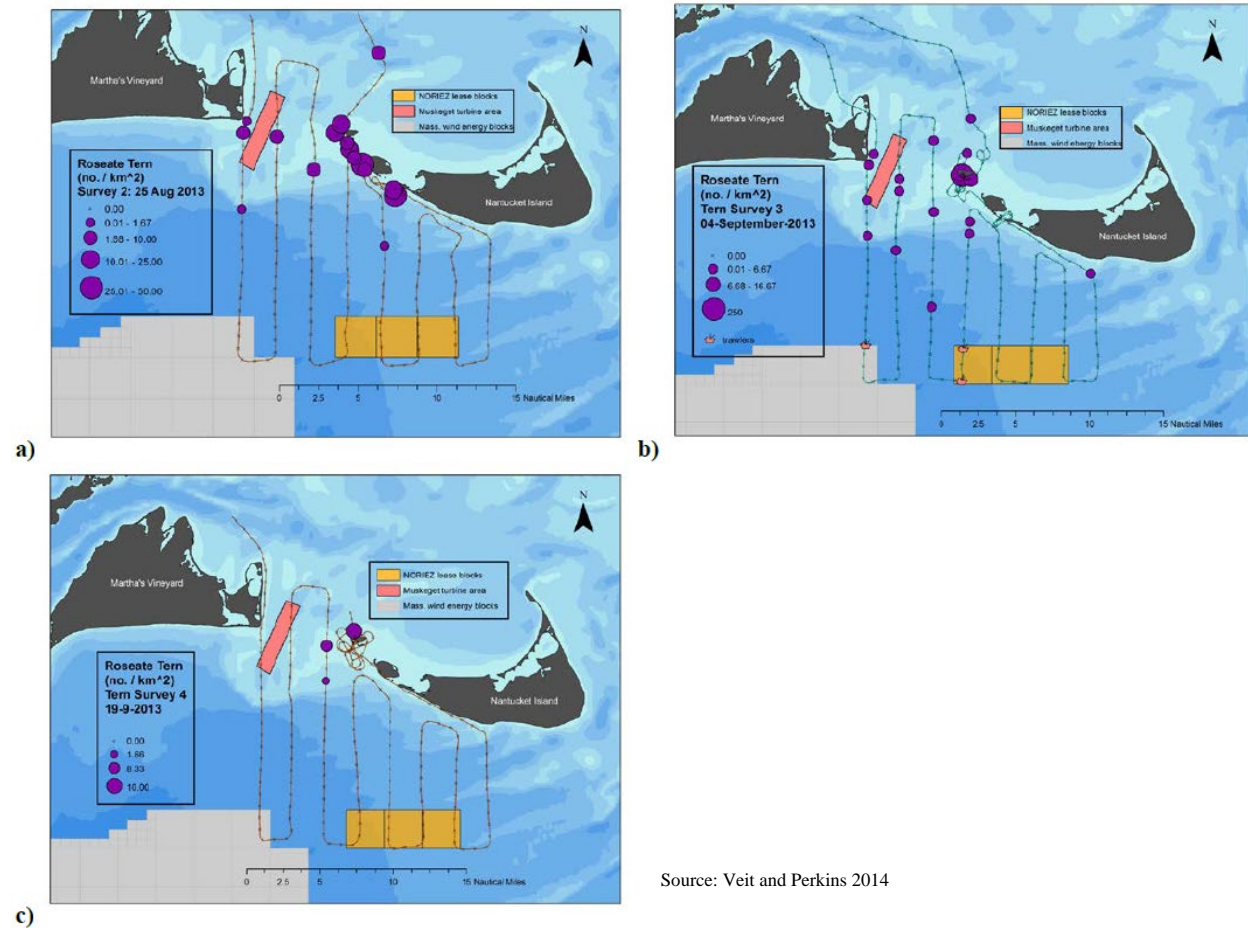 N
Martha's Vineyard
NORIEZ lease blocks
Muskeget turbine area
Mass. wind energy blocks
Roseate Tern
(no. / km^2)
Survey 2: 25 Aug 2013
0.00
0.01 - 1.67
1.68 - 10.00
10.01 - 25.00
25.01 - 50.00
Nantucket Island
0 2.5 5 10 15 Nautical Miles
a)
N
Martha's Vineyard
NORIEZ lease blocks
Muskeget turbine area
Mass. wind energy blocks
Roseate Tern
(no. / km^2)
Tern Survey 3
04-September-2013
0.00
0.01 - 6.67
6.68 - 16.67
250
trawlers
Nantucket Island
0 2.5 5 10 15 Nautical Miles
b)
N
Martha's Vineyard
NORIEZ lease blocks
Muskeget turbine area
Mass. wind energy blocks
Roseate Tern
(no. / km^2)
Tern Survey 4
19-9-2013
0.00
1.66
8.33
10.00
Nantucket Island
0 2.5 5 10 15 Nautical Miles
c)
Source: Veit and Perkins 2014